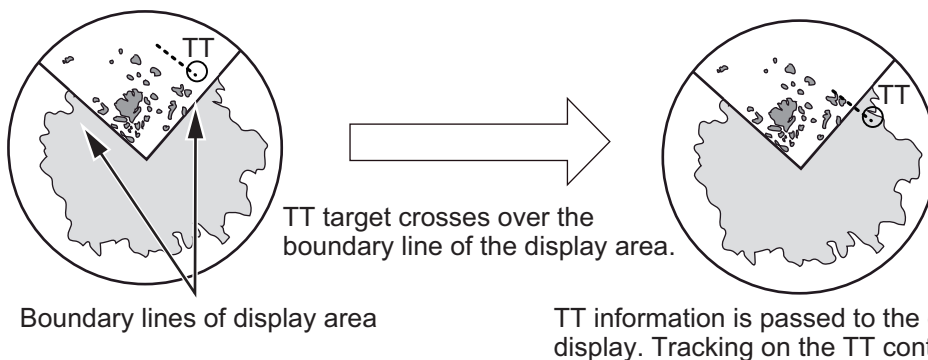 TT
TT
TT target crosses over the
boundary line of the display area.
Boundary lines of display area
TT information is passed to the
display. Tracking on the TT